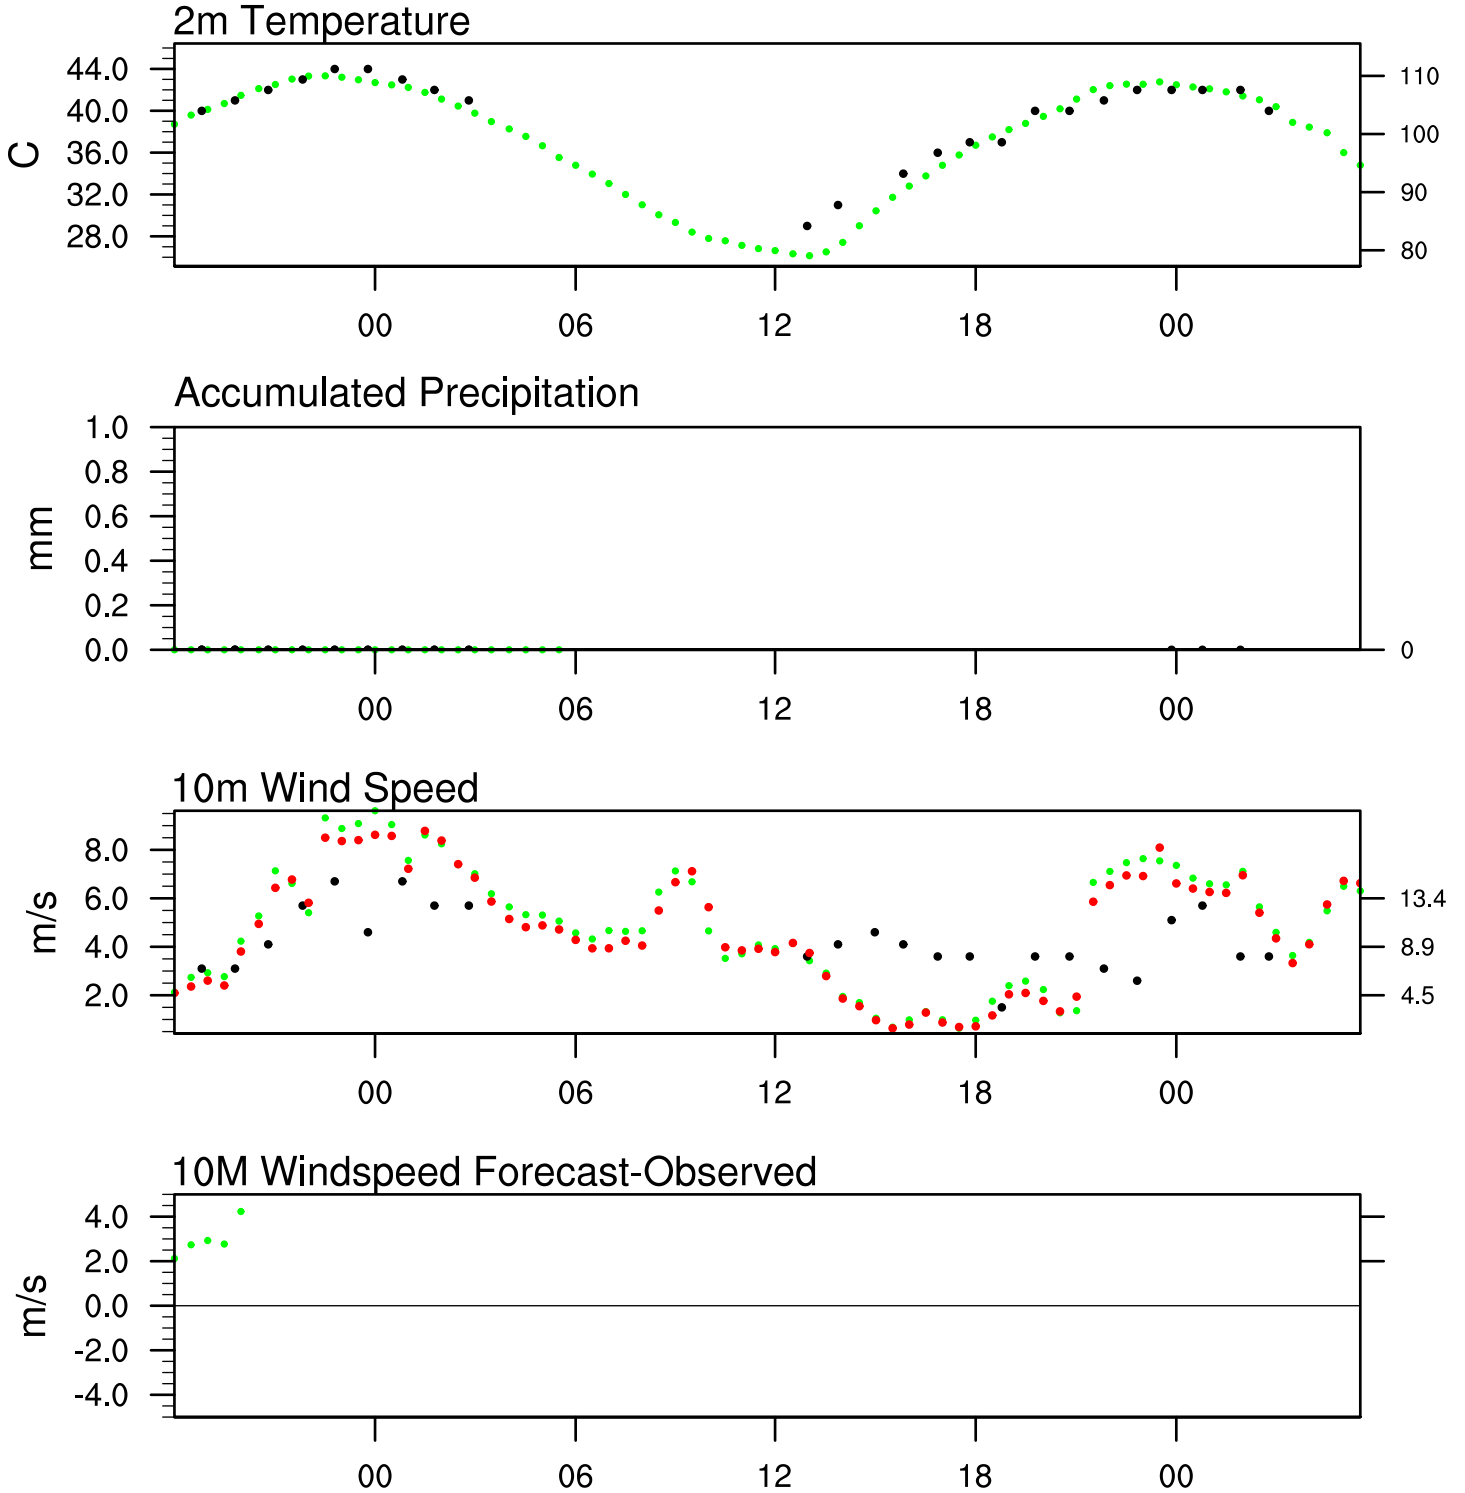 2m Temperature
44.0
40.0
36.0
32.0
28.0
C
110
100
90
80
00 06 12 18 00
Accumulated Precipitation
1.0
0.8
0.6
0.4
0.2
0.0
mm
0
00 06 12 18 00
10m Wind Speed
8.0
6.0
4.0
2.0
m/s
13.4
8.9
4.5
00 06 12 18 00
10M Windspeed Forecast-Observed
4.0
2.0
0.0
-2.0
-4.0
m/s
00 06 12 18 00